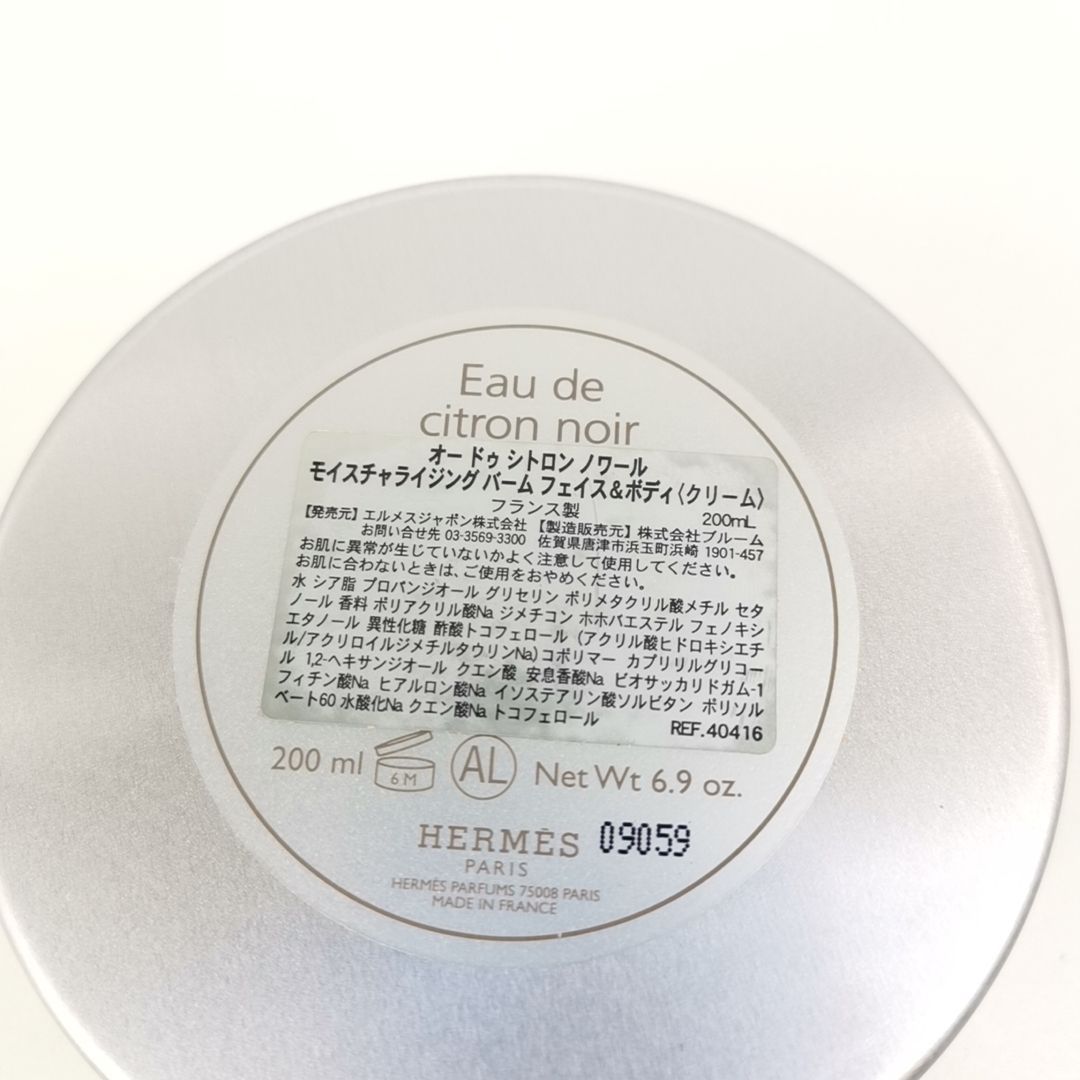 Eau de
citron noir
オー ドゥ シトロン ノワール
モイスチャライジング バーム フェイス&ボディ〈クリーム〉
フランス製 200mL
【発売元】エルメスジャポン株式会社 【製造販売元】株式会社ブルーム
お問い合せ先 03-3569-3300 佐賀県唐津市浜玉町浜崎 1901-457
お肌に異常が生じていないかよく注意して使用してください。
お肌に合わないときは、ご使用をおやめください。
水 シア脂 プロパンジオール グリセリン ポリメタクリル酸メチル セタ
ノール 香料 ポリアクリル酸Na ジメチコン ホホバエステル フェノキシ
エタノール 異性化糖 酢酸トコフェロール (アクリル酸ヒドロキシエチ
ル/アクリロイルジメチルタウリンNa)コポリマー カプリリルグリコー
ル 1,2-ヘキサンジオール クエン酸 安息香酸Na ビオサッカリドガム-1
フィチン酸Na ヒアルロン酸Na イソステアリン酸ソルビタン ポリソル
ベート60 水酸化Na クエン酸Na トコフェロール
REF.40416
200 ml 6 M AL Net Wt 6.9 oz.
HERMÈS 09059
PARIS
HERMÈS PARFUMS 75008 PARIS
MADE IN FRANCE